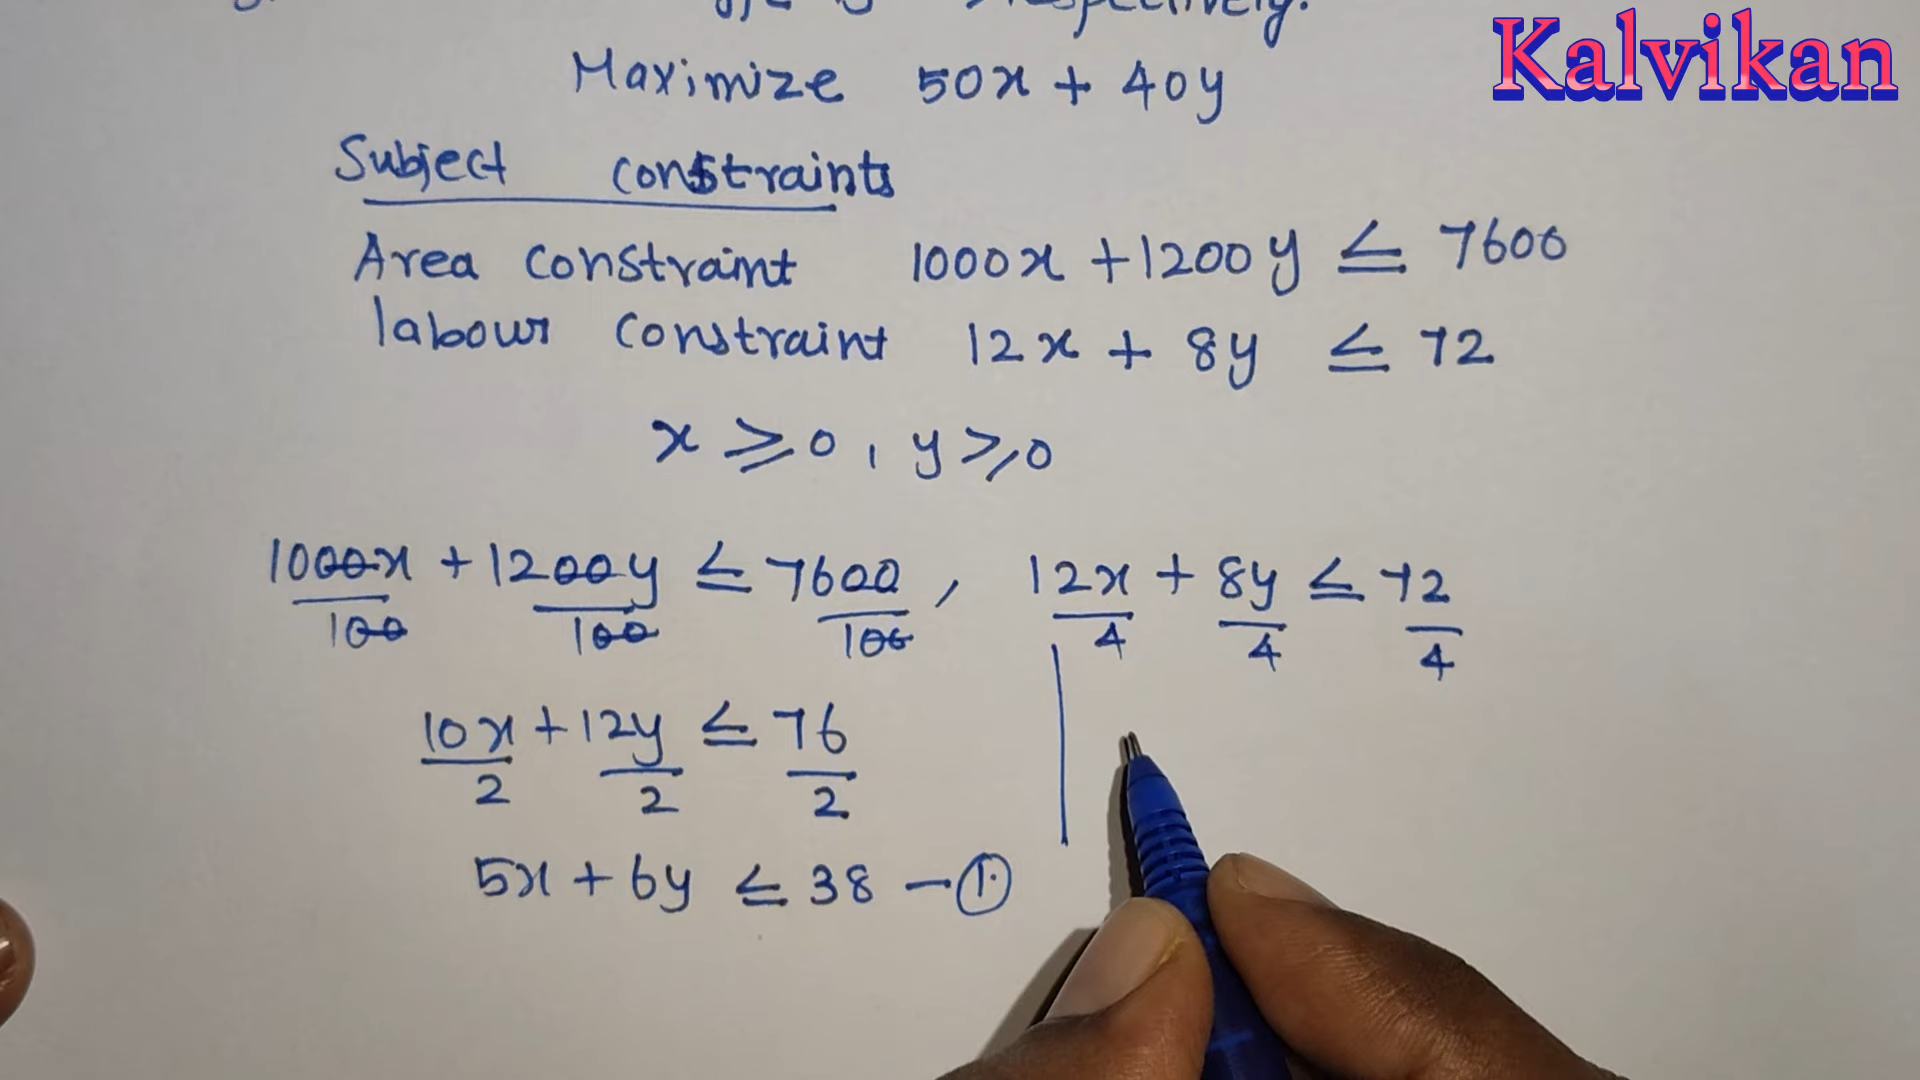 Kalvikan
Maximize 50x + 40y
Subject constraints
Area constraint 1000x + 1200y ≤ 7600
labour constraint 12x + 8y ≤ 72
x ≥ 0, y ≥ 0
1000x/100 + 1200y/100 ≤ 7600/100, 12x/4 + 8y/4 ≤ 72/4
10x/2 + 12y/2 ≤ 76/2
5x + 6y ≤ 38 — ①